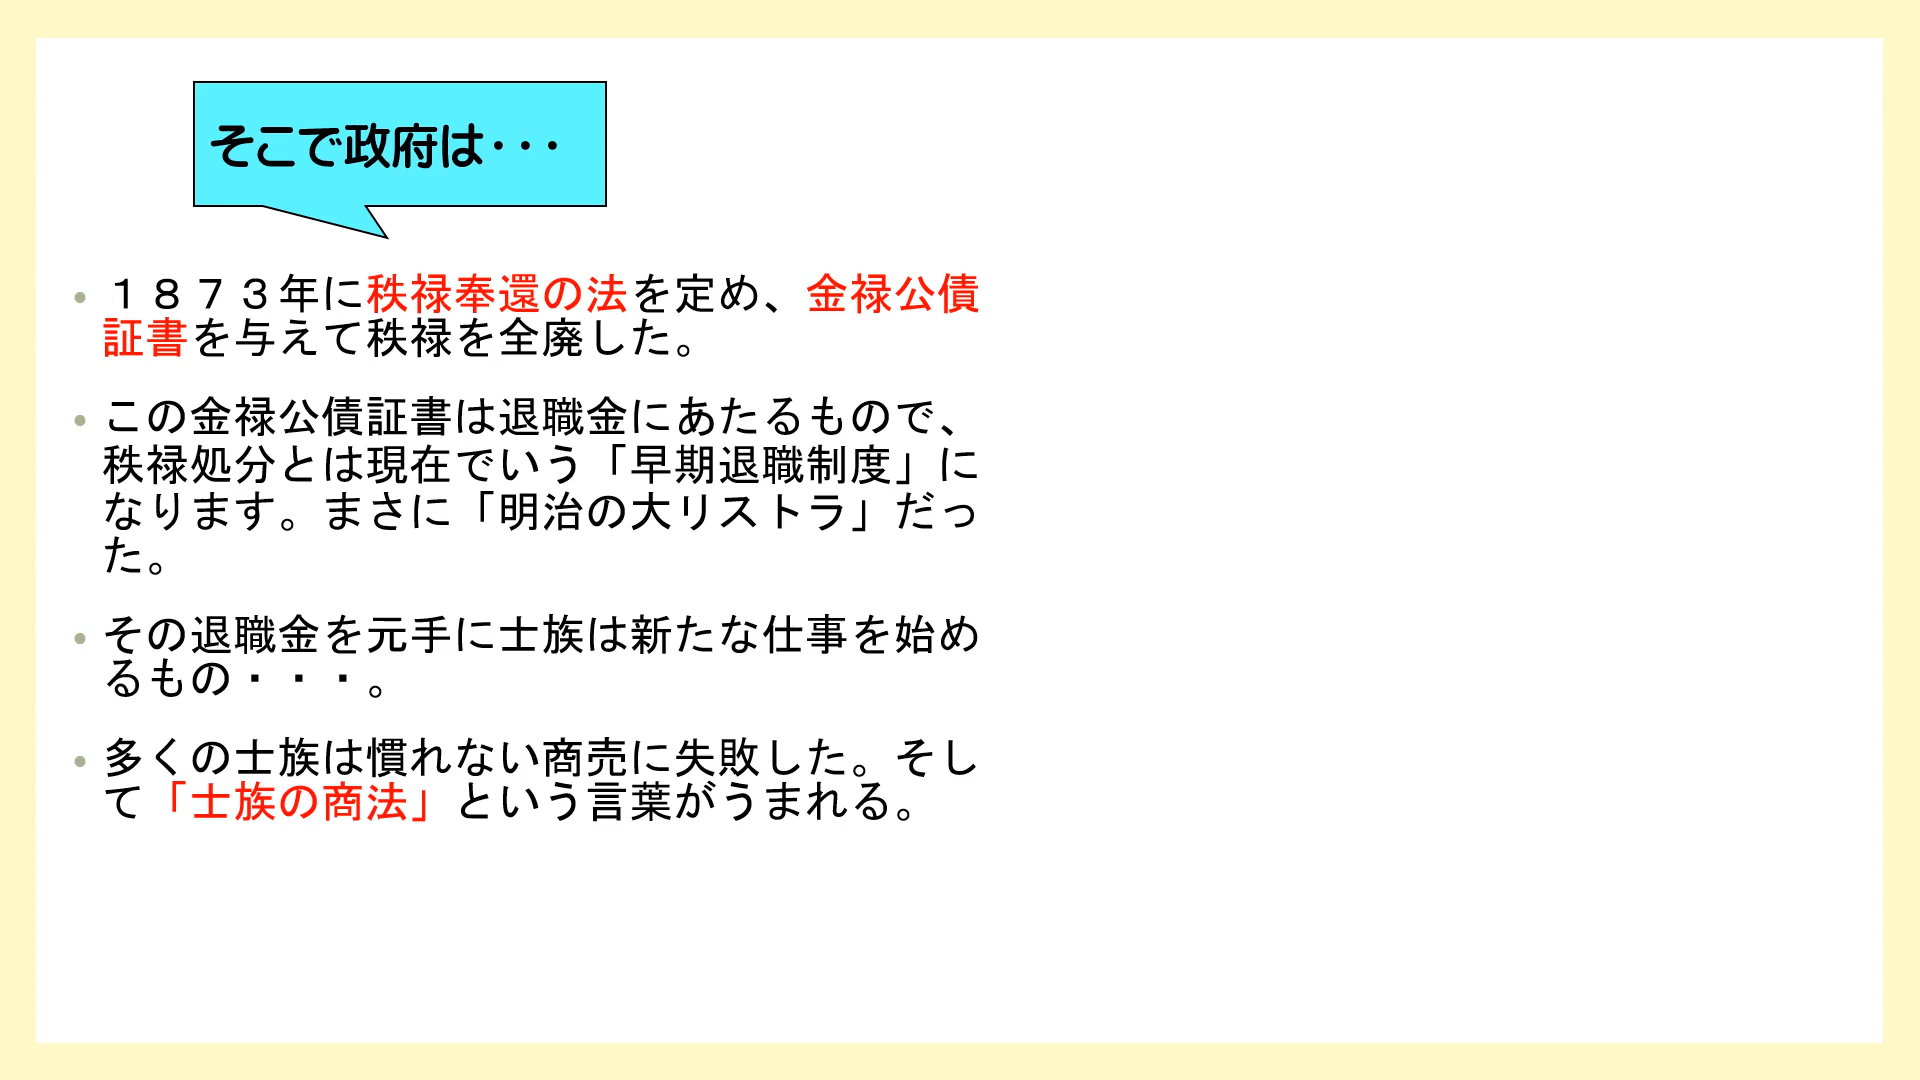 そこで政府は･･･
・１８７３年に秩禄奉還の法を定め、金禄公債
証書を与えて秩禄を全廃した。
・この金禄公債証書は退職金にあたるもので、
秩禄処分とは現在でいう「早期退職制度」に
なります。まさに「明治の大リストラ」だっ
た。
・その退職金を元手に士族は新たな仕事を始め
るもの・・・。
・多くの士族は慣れない商売に失敗した。そし
て「士族の商法」という言葉がうまれる。